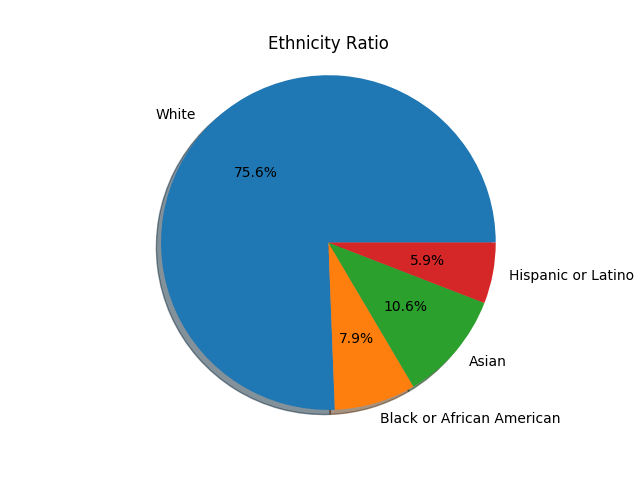 Ethnicity Ratio
White
75.6%
5.9%
Hispanic or Latino
10.6%
7.9%
Asian
Black or African American